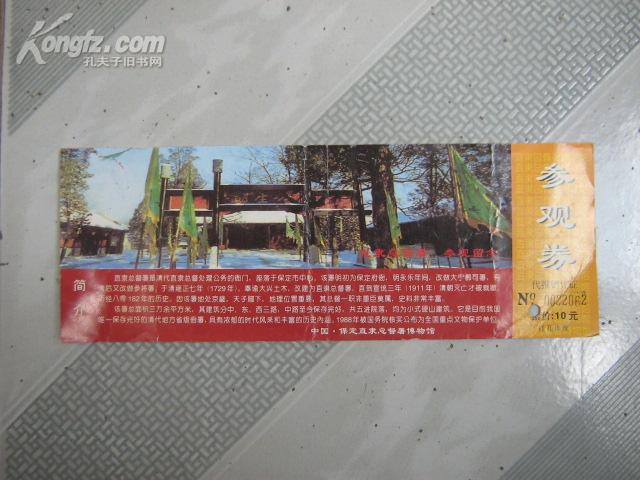 Kongfz.com
孔夫子旧书网
参观券
代报销凭证
№ 0022062
票价:10元
简介
直隶总督署是清代直隶总督处理公务的衙门，座落于保定市中心，该署明初为保定府衙，明永乐年间，改做大宁都司署，
清后又改做参将署，于清雍正七年（1729年），奉谕大兴土木，改建为直隶总督署，直到宣统三年（1911年）清朝灭亡才被裁撤
历经八帝182年的历史。因该署地处京畿，天子脚下，地理位置重要，其总督一职非重臣莫属，史料非常丰富。
该署总面积三万余平方米，其建筑分中、东、西三路，中路至今保存完好，共五进院落，均为小式硬山建筑。它是目前我国
唯一保存完好的清代地方省级衙署，具有浓郁的时代风采和丰富的历史内涵，1988年被国务院核实公布为全国重点文物保护单位
中国·保定直隶总督署博物馆